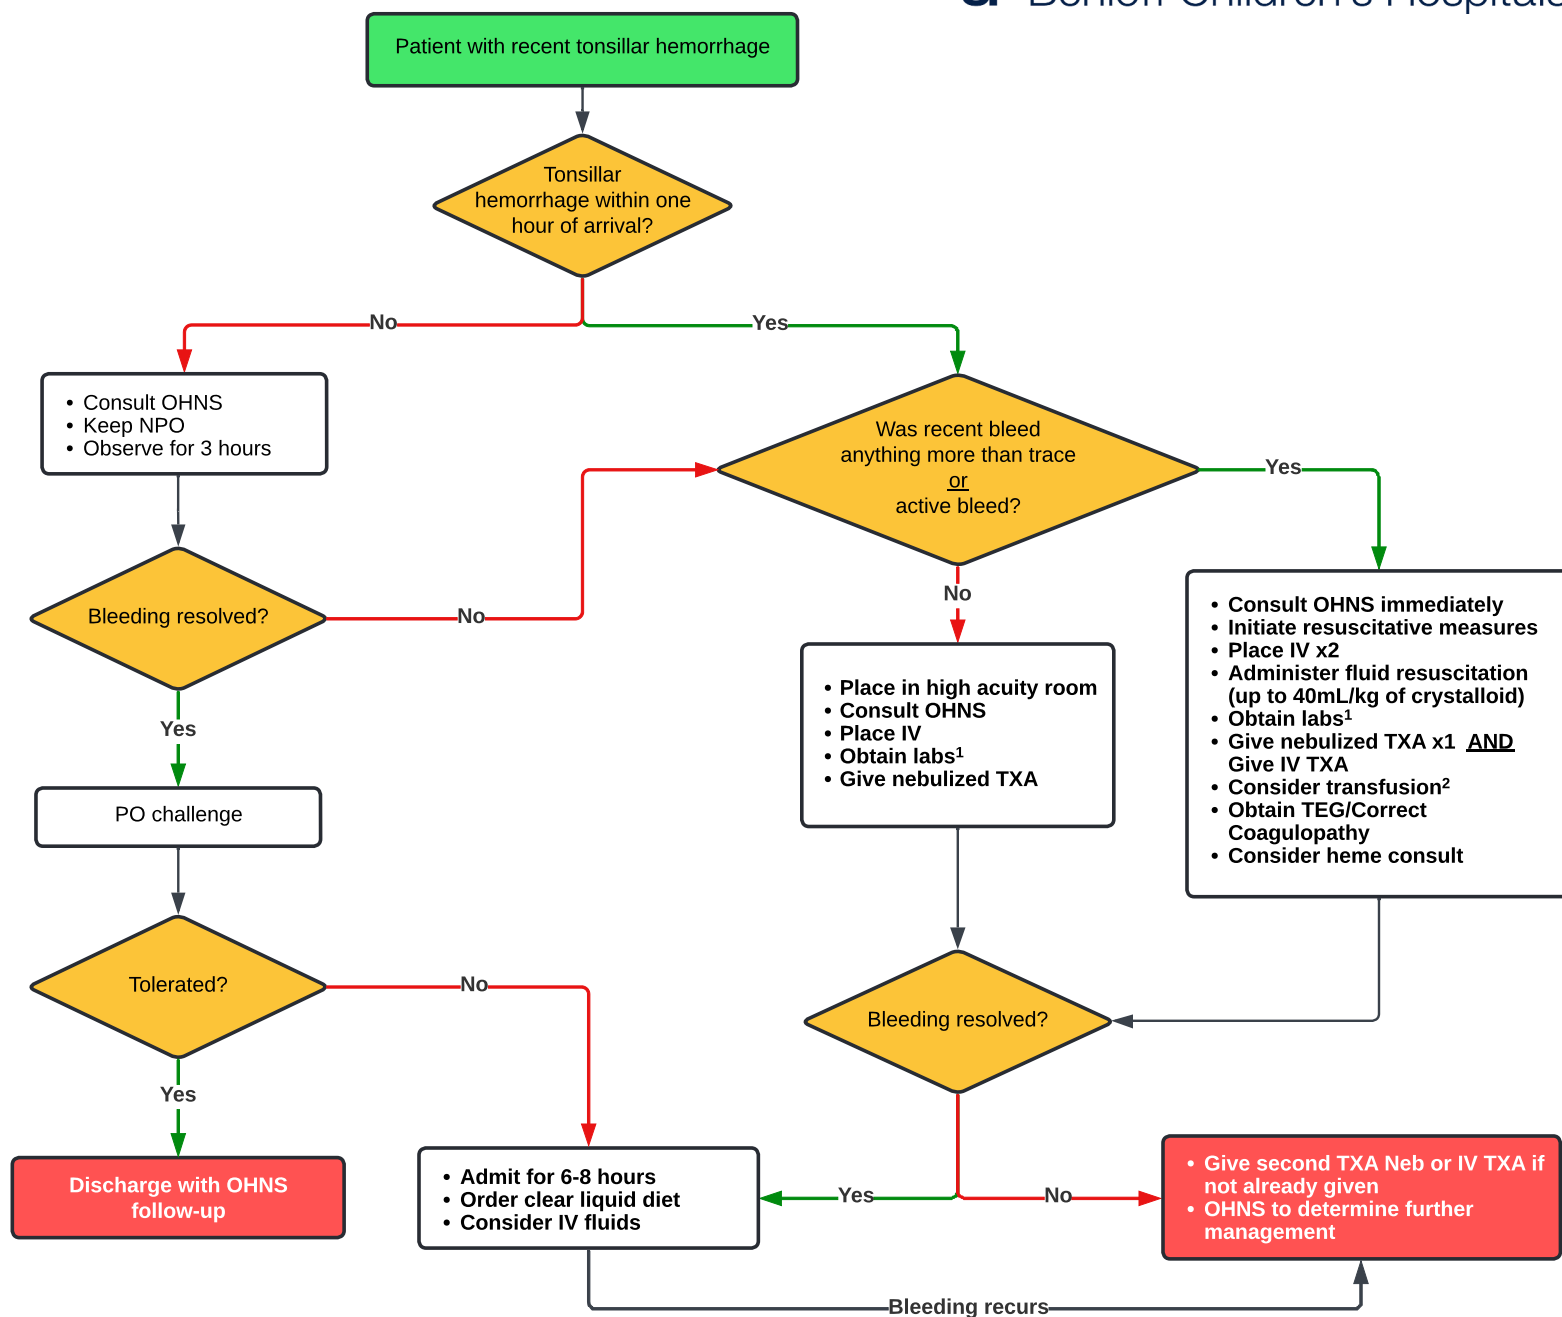 Benioff Children's Hospitals
Patient with recent tonsillar hemorrhage
Tonsillar
hemorrhage within one
hour of arrival?
No
Yes
• Consult OHNS
• Keep NPO
• Observe for 3 hours
Was recent bleed
anything more than trace
or
active bleed?
Yes
Bleeding resolved?
No
No
• Consult OHNS immediately
• Initiate resuscitative measures
• Place IV x2
• Administer fluid resuscitation
(up to 40mL/kg of crystalloid)
• Obtain labs¹
• Give nebulized TXA x1 AND
Give IV TXA
• Consider transfusion²
• Obtain TEG/Correct
Coagulopathy
• Consider heme consult
• Place in high acuity room
• Consult OHNS
• Place IV
• Obtain labs¹
• Give nebulized TXA
Yes
PO challenge
Tolerated?
No
Bleeding resolved?
Yes
Discharge with OHNS
follow-up
• Admit for 6-8 hours
• Order clear liquid diet
• Consider IV fluids
Yes
No
• Give second TXA Neb or IV TXA if
not already given
• OHNS to determine further
management
Bleeding recurs